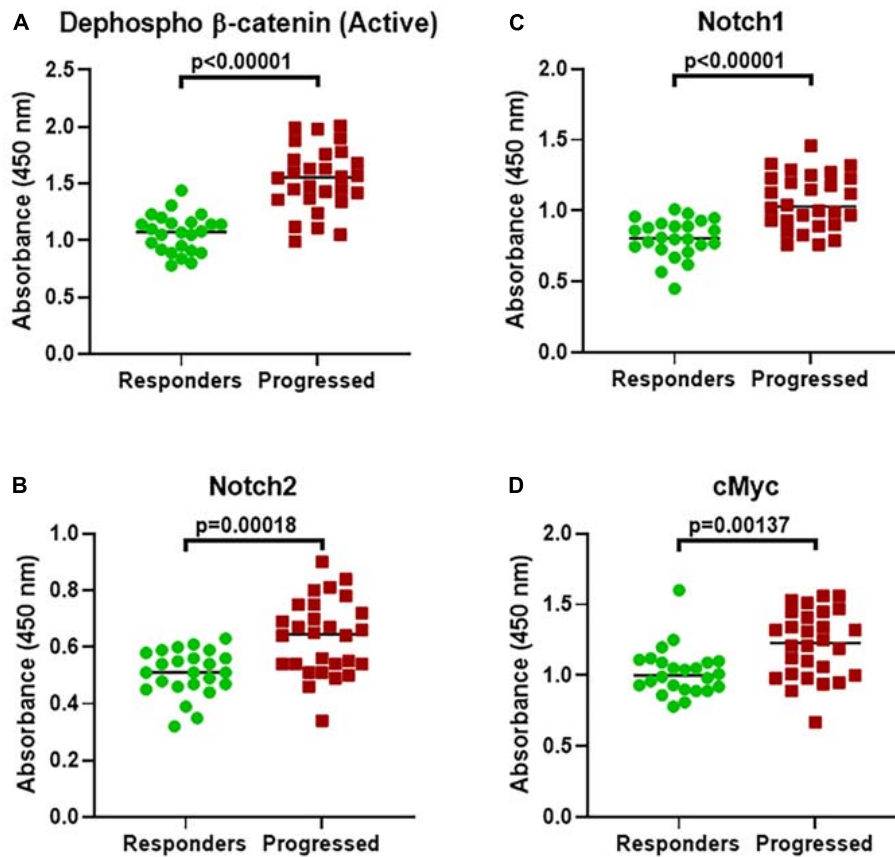 A Dephospho β-catenin (Active)
p<0.00001
Absorbance (450 nm)
2.5
2.0
1.5
1.0
0.5
0.0
Responders Progressed
C Notch1
p<0.00001
Absorbance (450 nm)
2.0
1.5
1.0
0.5
0.0
Responders Progressed
B Notch2
p=0.00018
Absorbance (450 nm)
1.0
0.8
0.6
0.4
0.2
0.0
Responders Progressed
D cMyc
p=0.00137
Absorbance (450 nm)
2.0
1.5
1.0
0.5
0.0
Responders Progressed